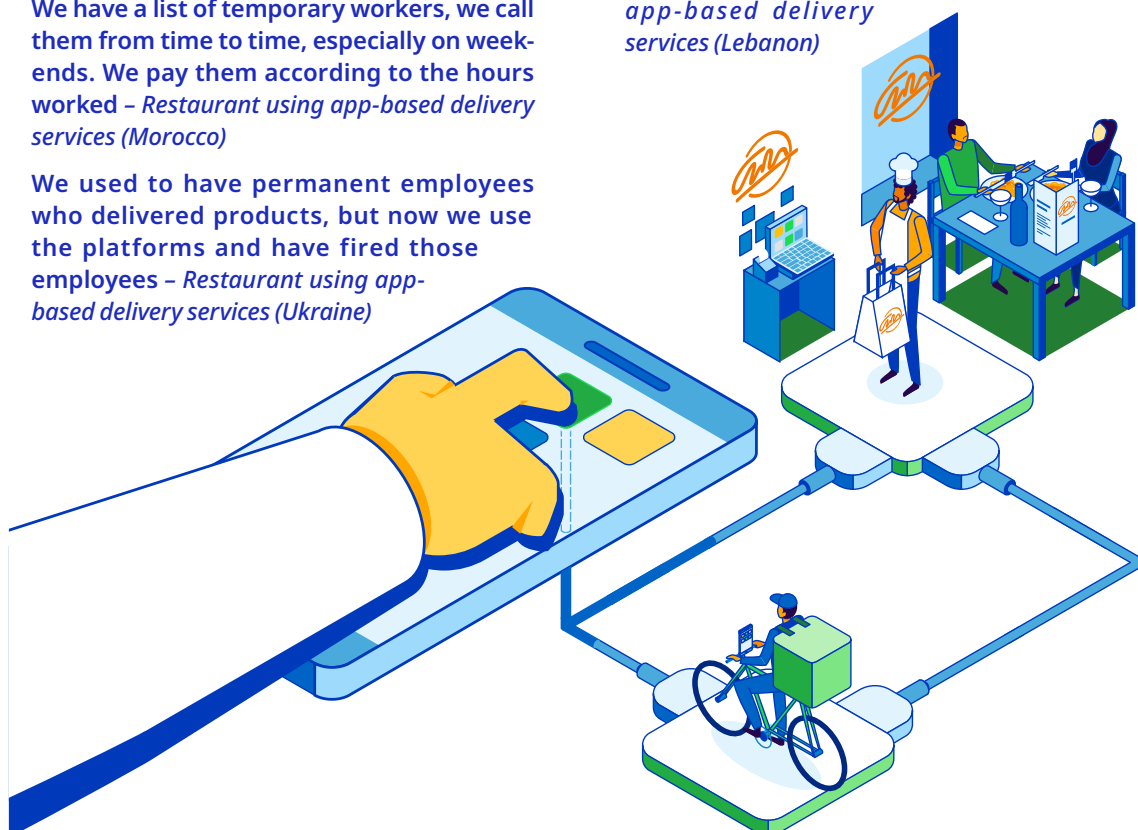 We have a list of temporary workers, we call
them from time to time, especially on week-
ends. We pay them according to the hours
worked – Restaurant using app-based delivery
services (Morocco)
We used to have permanent employees
who delivered products, but now we use
the platforms and have fired those
employees – Restaurant using app-
based delivery services (Ukraine)
app-based delivery
services (Lebanon)